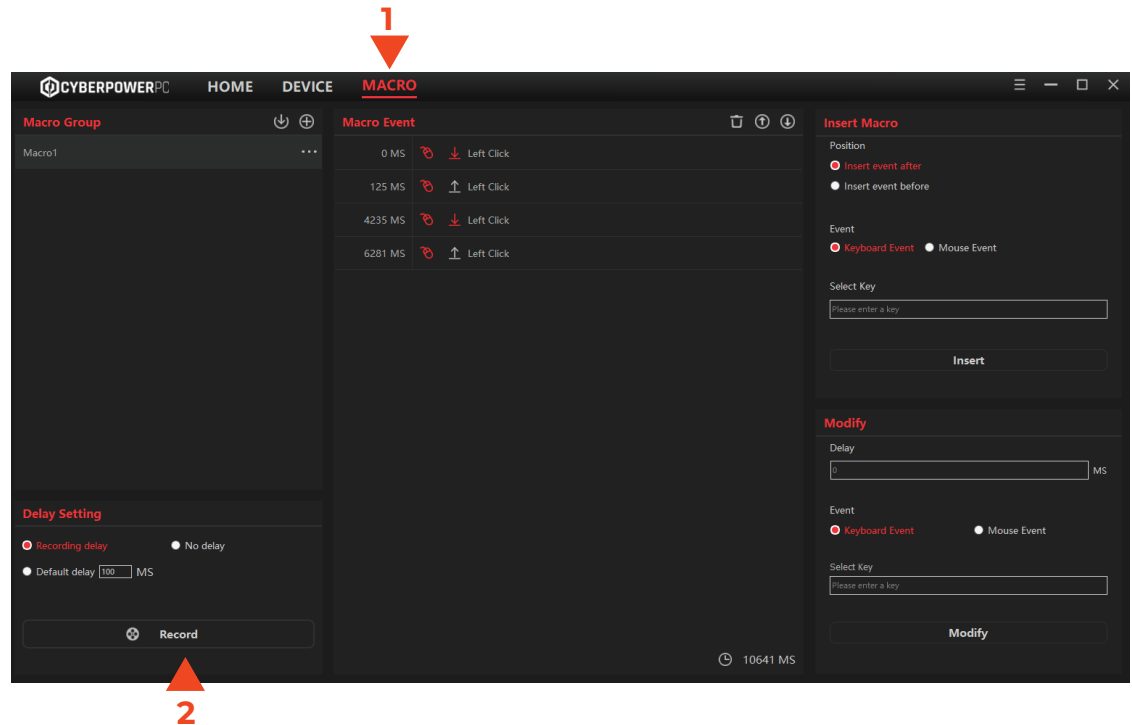 1
CYBERPOWERPC HOME DEVICE MACRO
Macro Group
Macro1
Delay Setting
Recording delay No delay
Default delay 100 MS
Record
Macro Event
0 MS Left Click
125 MS Left Click
4235 MS Left Click
6281 MS Left Click
10641 MS
Insert Macro
Position
Insert event after
Insert event before
Event
Keyboard Event Mouse Event
Select Key
Please enter a key
Insert
Modify
Delay
0 MS
Event
Keyboard Event Mouse Event
Select Key
Please enter a key
Modify
2